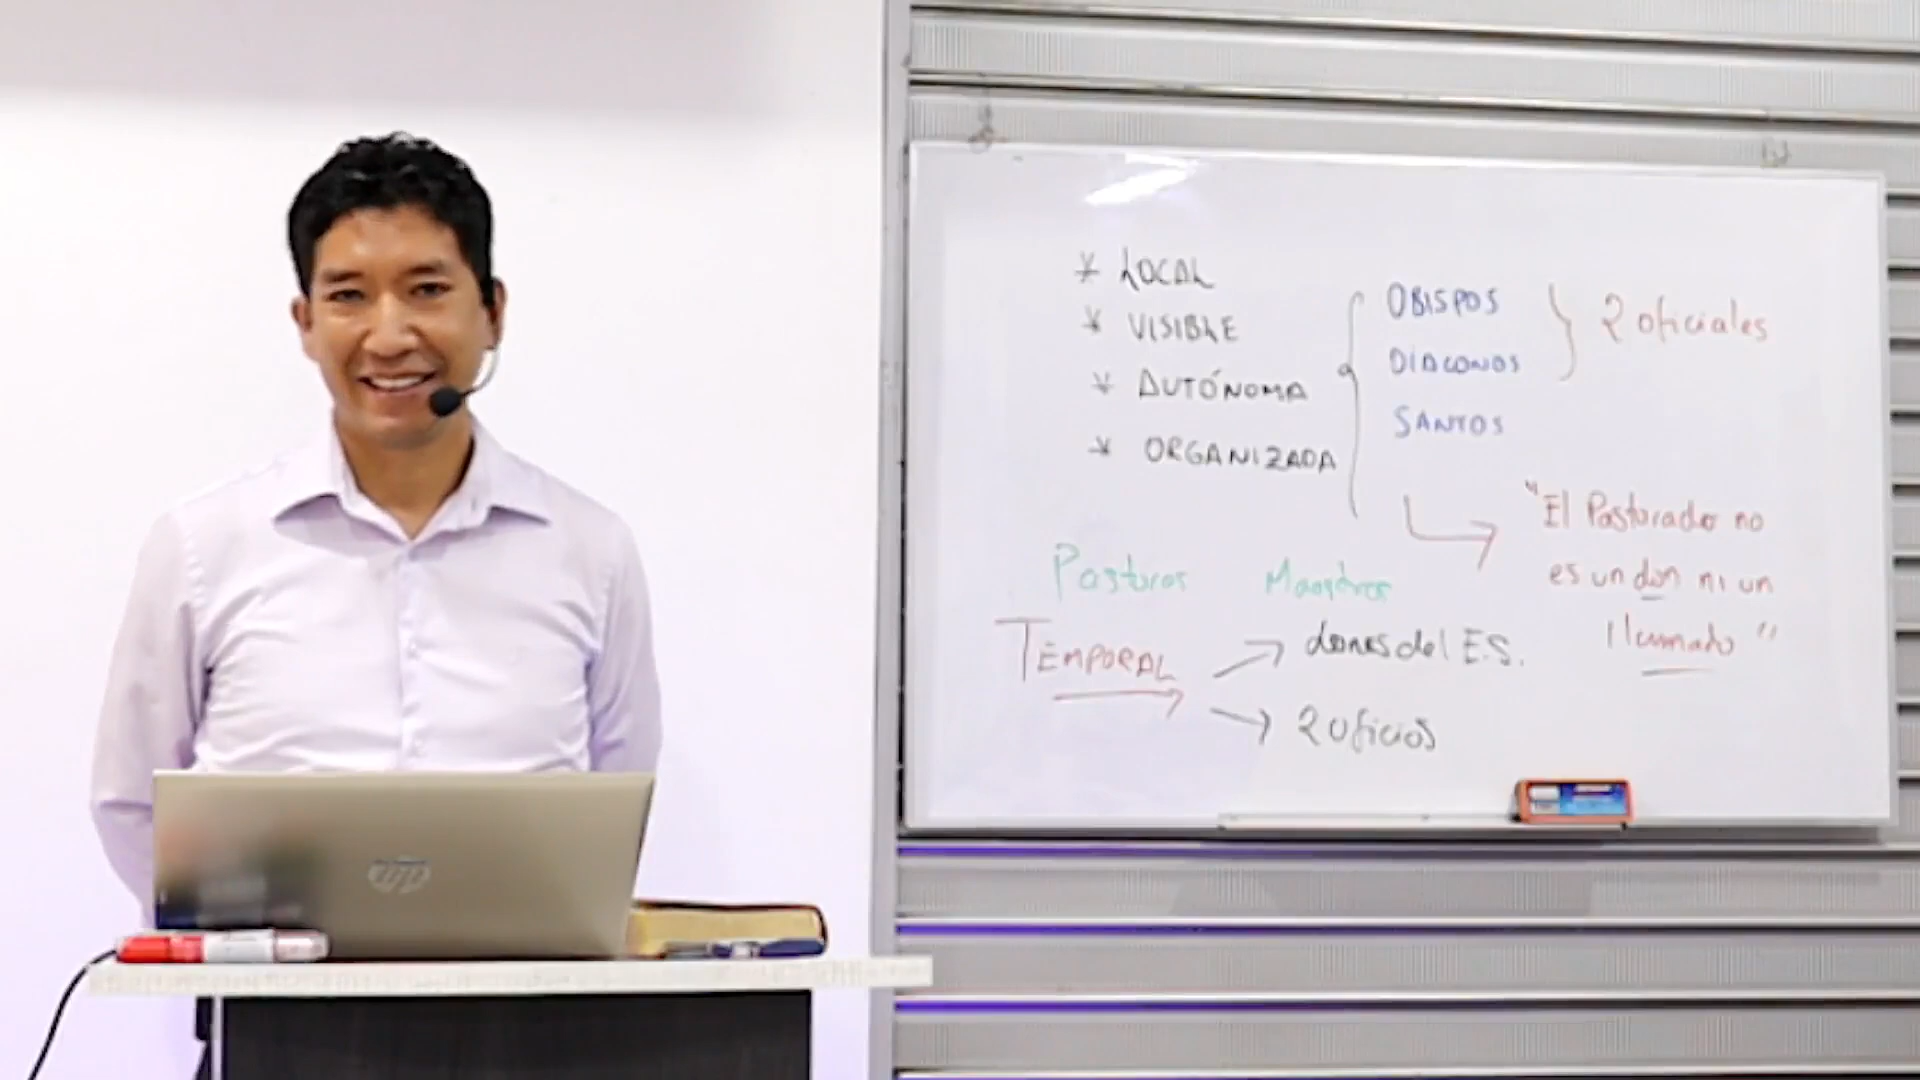 * LOCAL
* VISIBLE
* AUTÓNOMA
* ORGANIZADA
OBISPOS
DIACONOS
SANTOS
2 oficiales
"El Pastorado no
es un don ni un
llamado"
Pastores Maestros
TEMPORAL
dones del E.S.
2 oficios
hp